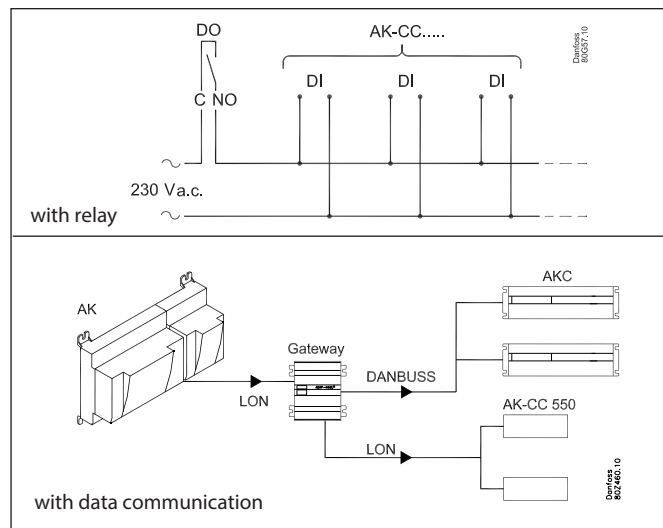 DO
AK-CC.....
Danfoss
80G57.10
DI
DI
DI
C NO
230 Va.c.
with relay
AK
AKC
Gateway
DANBUSS
LON
AK-CC 550
LON
Danfoss
80Z460.10
with data communication